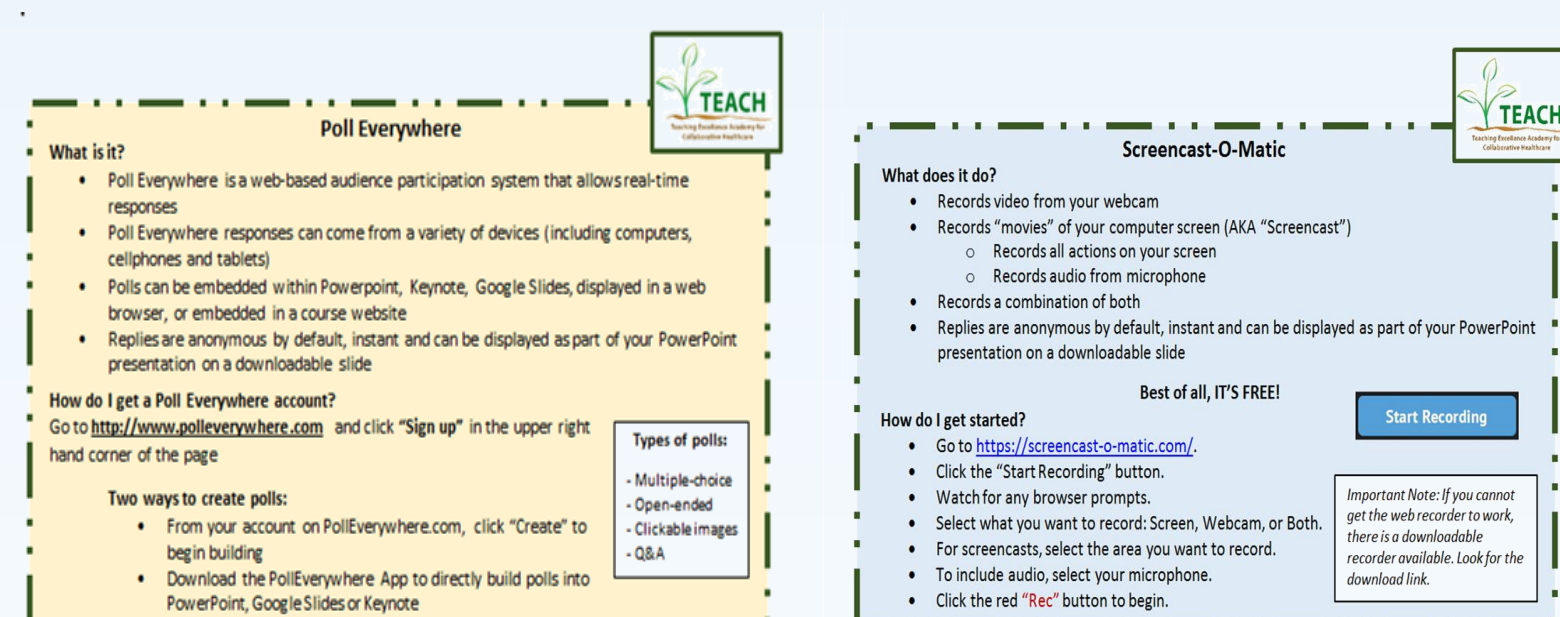 TEACH
Teaching Excellence Academy for
Collaborative Healthcare
Poll Everywhere
What is it?
• Poll Everywhere is a web-based audience participation system that allows real-time
responses
• Poll Everywhere responses can come from a variety of devices (including computers,
cellphones and tablets)
• Polls can be embedded within Powerpoint, Keynote, Google Slides, displayed in a web
browser, or embedded in a course website
• Replies are anonymous by default, instant and can be displayed as part of your PowerPoint
presentation on a downloadable slide
How do I get a Poll Everywhere account?
Go to http://www.polleverywhere.com and click “Sign up” in the upper right
hand corner of the page
Two ways to create polls:
• From your account on PollEverywhere.com, click “Create” to
begin building
• Download the PollEverywhere App to directly build polls into
PowerPoint, Google Slides or Keynote
Types of polls:
- Multiple-choice
- Open-ended
- Clickable images
- Q&A
TEACH
Teaching Excellence Academy for
Collaborative Healthcare
Screencast-O-Matic
What does it do?
• Records video from your webcam
• Records “movies” of your computer screen (AKA “Screencast”)
o Records all actions on your screen
o Records audio from microphone
• Records a combination of both
• Replies are anonymous by default, instant and can be displayed as part of your PowerPoint
presentation on a downloadable slide
Best of all, IT’S FREE!
Start Recording
How do I get started?
• Go to https://screencast-o-matic.com/.
• Click the “Start Recording” button.
• Watch for any browser prompts.
• Select what you want to record: Screen, Webcam, or Both.
• For screencasts, select the area you want to record.
• To include audio, select your microphone.
• Click the red “Rec” button to begin.
Important Note: If you cannot
get the web recorder to work,
there is a downloadable
recorder available. Look for the
download link.